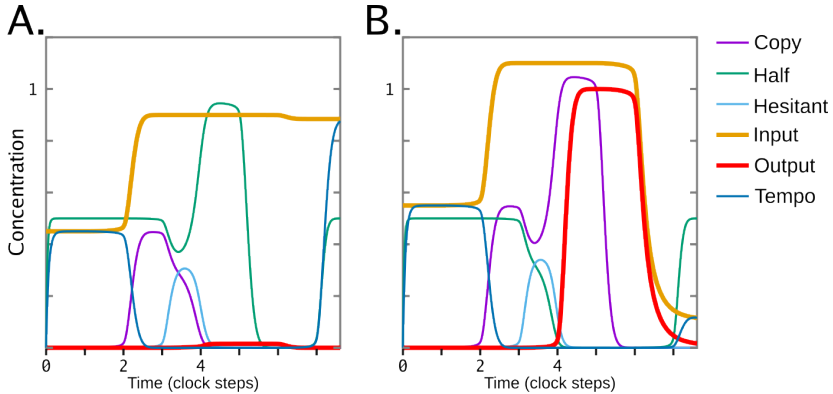 A.
B.
Concentration
1
0
2
4
Time (clock steps)
1
0
2
4
Time (clock steps)
Copy
Half
Hesitant
Input
Output
Tempo